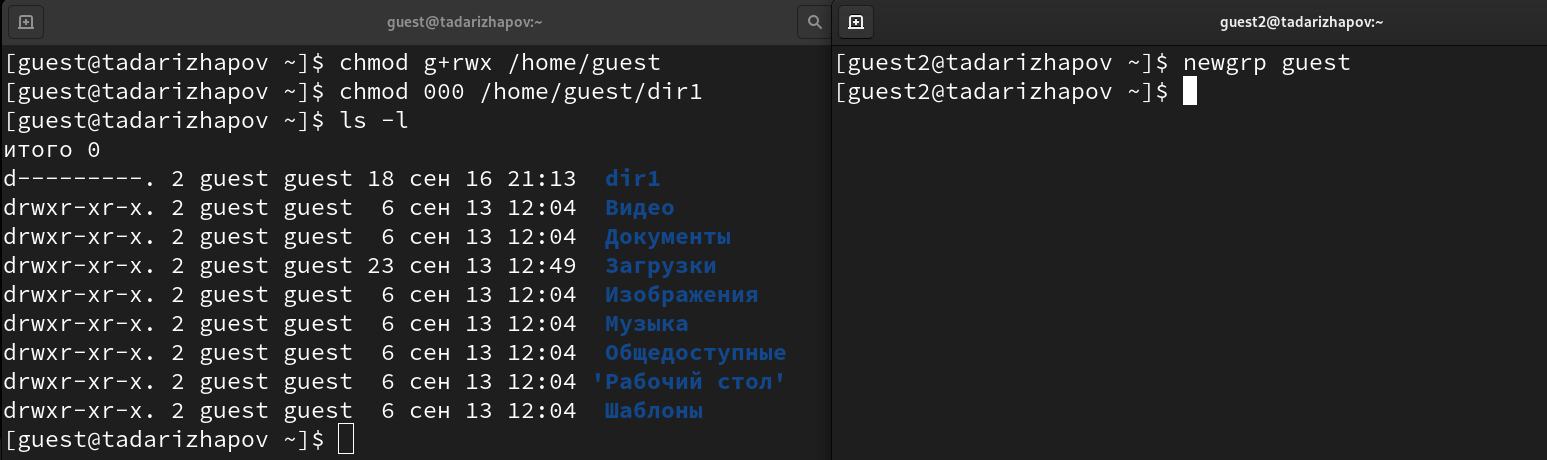 guest@tadarizhapov:~
[guest@tadarizhapov ~]$ chmod g+rwx /home/guest
[guest@tadarizhapov ~]$ chmod 000 /home/guest/dir1
[guest@tadarizhapov ~]$ ls -l
итого 0
d---------. 2 guest guest 18 сен 16 21:13  dir1
drwxr-xr-x. 2 guest guest  6 сен 13 12:04  Видео
drwxr-xr-x. 2 guest guest  6 сен 13 12:04  Документы
drwxr-xr-x. 2 guest guest 23 сен 13 12:49  Загрузки
drwxr-xr-x. 2 guest guest  6 сен 13 12:04  Изображения
drwxr-xr-x. 2 guest guest  6 сен 13 12:04  Музыка
drwxr-xr-x. 2 guest guest  6 сен 13 12:04  Общедоступные
drwxr-xr-x. 2 guest guest  6 сен 13 12:04 'Рабочий стол'
drwxr-xr-x. 2 guest guest  6 сен 13 12:04  Шаблоны
[guest@tadarizhapov ~]$
guest2@tadarizhapov:~
[guest2@tadarizhapov ~]$ newgrp guest
[guest2@tadarizhapov ~]$